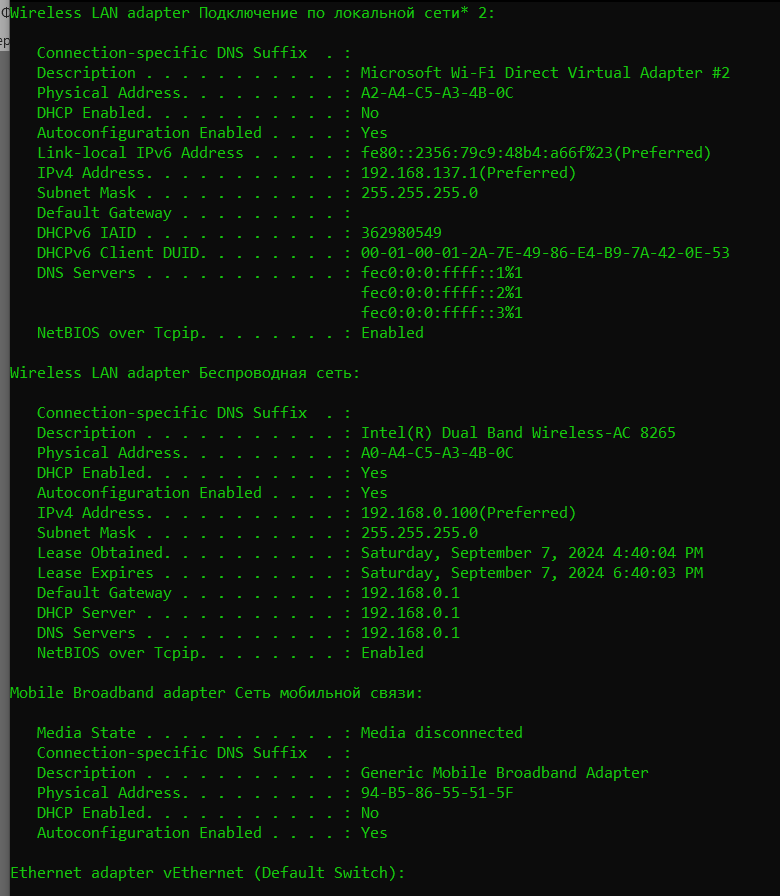 Wireless LAN adapter Подключение по локальной сети* 2:
Connection-specific DNS Suffix  . :
Description . . . . . . . . . . . : Microsoft Wi-Fi Direct Virtual Adapter #2
Physical Address. . . . . . . . . : A2-A4-C5-A3-4B-0C
DHCP Enabled. . . . . . . . . . . : No
Autoconfiguration Enabled . . . . : Yes
Link-local IPv6 Address . . . . . : fe80::2356:79c9:48b4:a66f%23(Preferred)
IPv4 Address. . . . . . . . . . . : 192.168.137.1(Preferred)
Subnet Mask . . . . . . . . . . . : 255.255.255.0
Default Gateway . . . . . . . . . :
DHCPv6 IAID . . . . . . . . . . . : 362980549
DHCPv6 Client DUID. . . . . . . . : 00-01-00-01-2A-7E-49-86-E4-B9-7A-42-0E-53
DNS Servers . . . . . . . . . . . : fec0:0:0:ffff::1%1
fec0:0:0:ffff::2%1
fec0:0:0:ffff::3%1
NetBIOS over Tcpip. . . . . . . . : Enabled
Wireless LAN adapter Беспроводная сеть:
Connection-specific DNS Suffix  . :
Description . . . . . . . . . . . : Intel(R) Dual Band Wireless-AC 8265
Physical Address. . . . . . . . . : A0-A4-C5-A3-4B-0C
DHCP Enabled. . . . . . . . . . . : Yes
Autoconfiguration Enabled . . . . : Yes
IPv4 Address. . . . . . . . . . . : 192.168.0.100(Preferred)
Subnet Mask . . . . . . . . . . . : 255.255.255.0
Lease Obtained. . . . . . . . . . : Saturday, September 7, 2024 4:40:04 PM
Lease Expires . . . . . . . . . . : Saturday, September 7, 2024 6:40:03 PM
Default Gateway . . . . . . . . . : 192.168.0.1
DHCP Server . . . . . . . . . . . : 192.168.0.1
DNS Servers . . . . . . . . . . . : 192.168.0.1
NetBIOS over Tcpip. . . . . . . . : Enabled
Mobile Broadband adapter Сеть мобильной связи:
Media State . . . . . . . . . . . : Media disconnected
Connection-specific DNS Suffix  . :
Description . . . . . . . . . . . : Generic Mobile Broadband Adapter
Physical Address. . . . . . . . . : 94-B5-86-55-51-5F
DHCP Enabled. . . . . . . . . . . : No
Autoconfiguration Enabled . . . . : Yes
Ethernet adapter vEthernet (Default Switch):